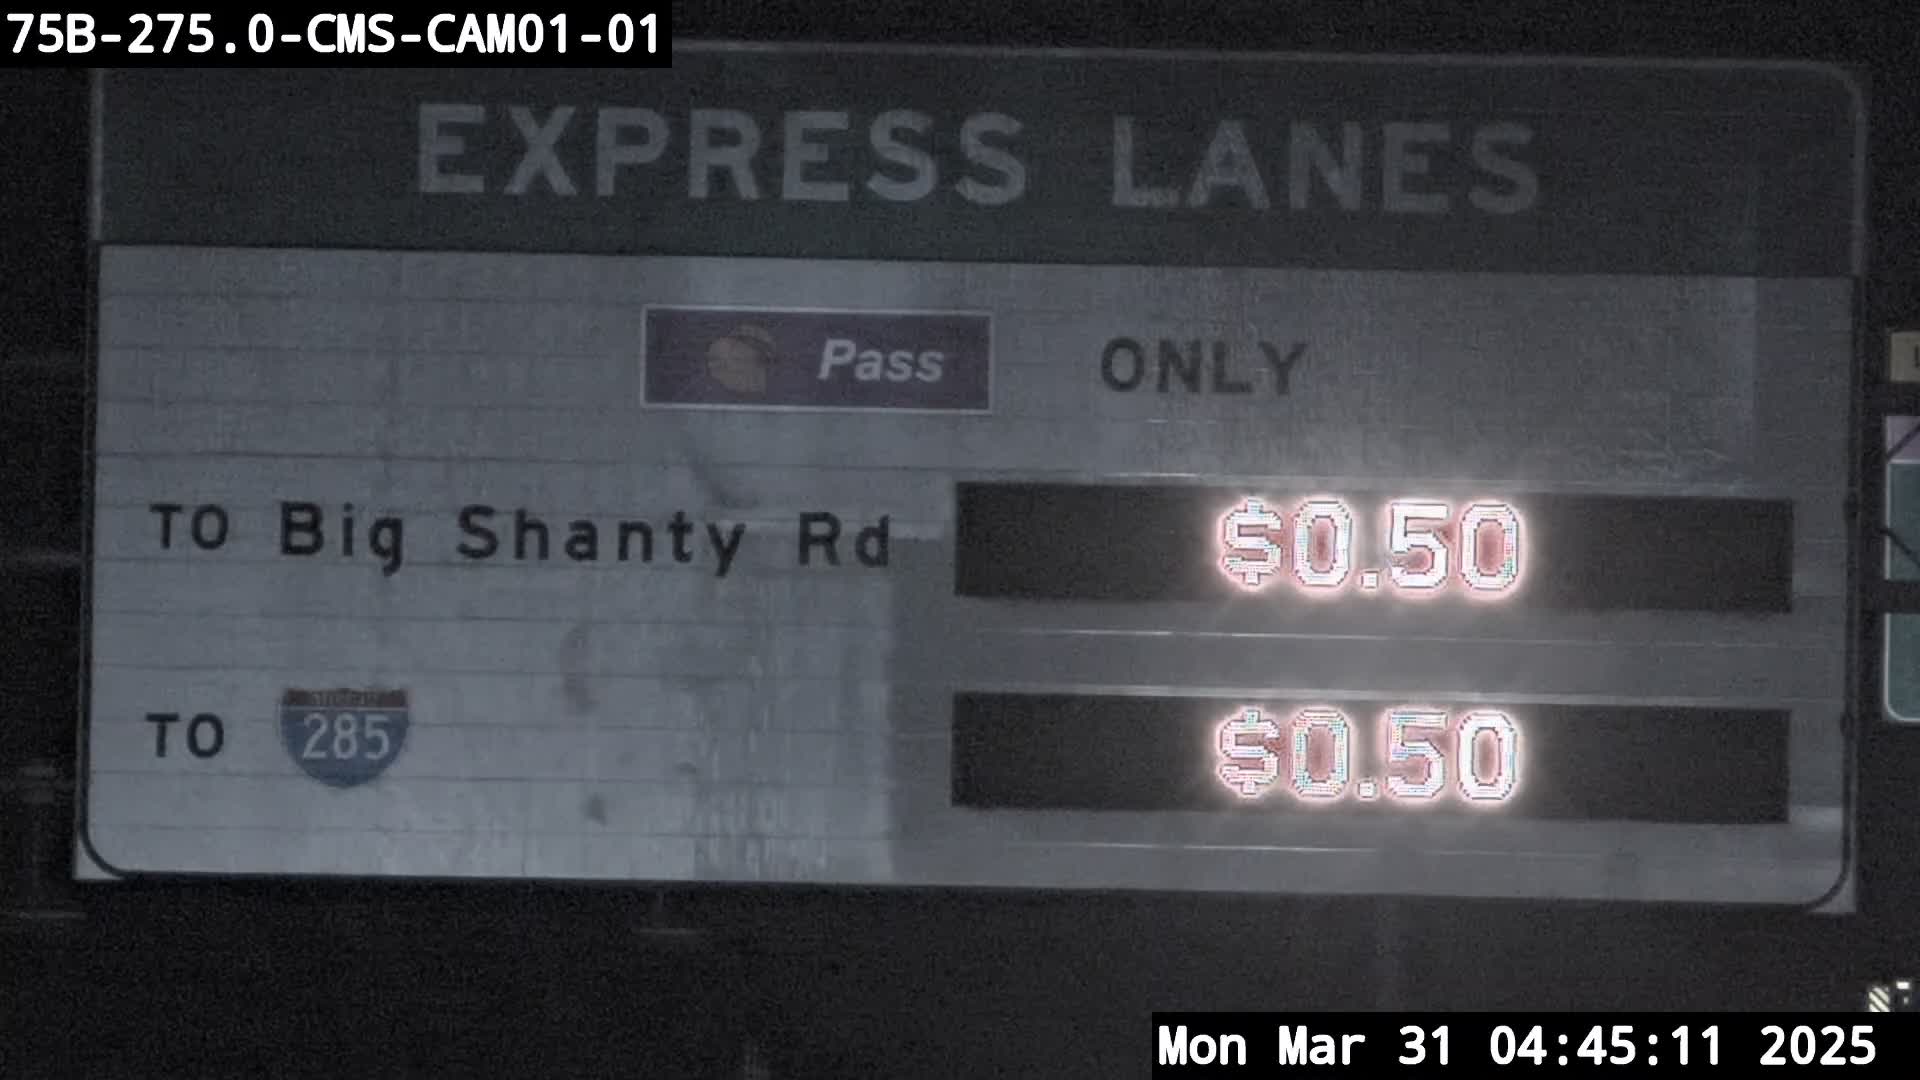 75B-275.0-CMS-CAM01-01
EXPRESS LANES
Pass ONLY
TO Big Shanty Rd $0.50
TO 285 $0.50
Mon Mar 31 04:45:11 2025